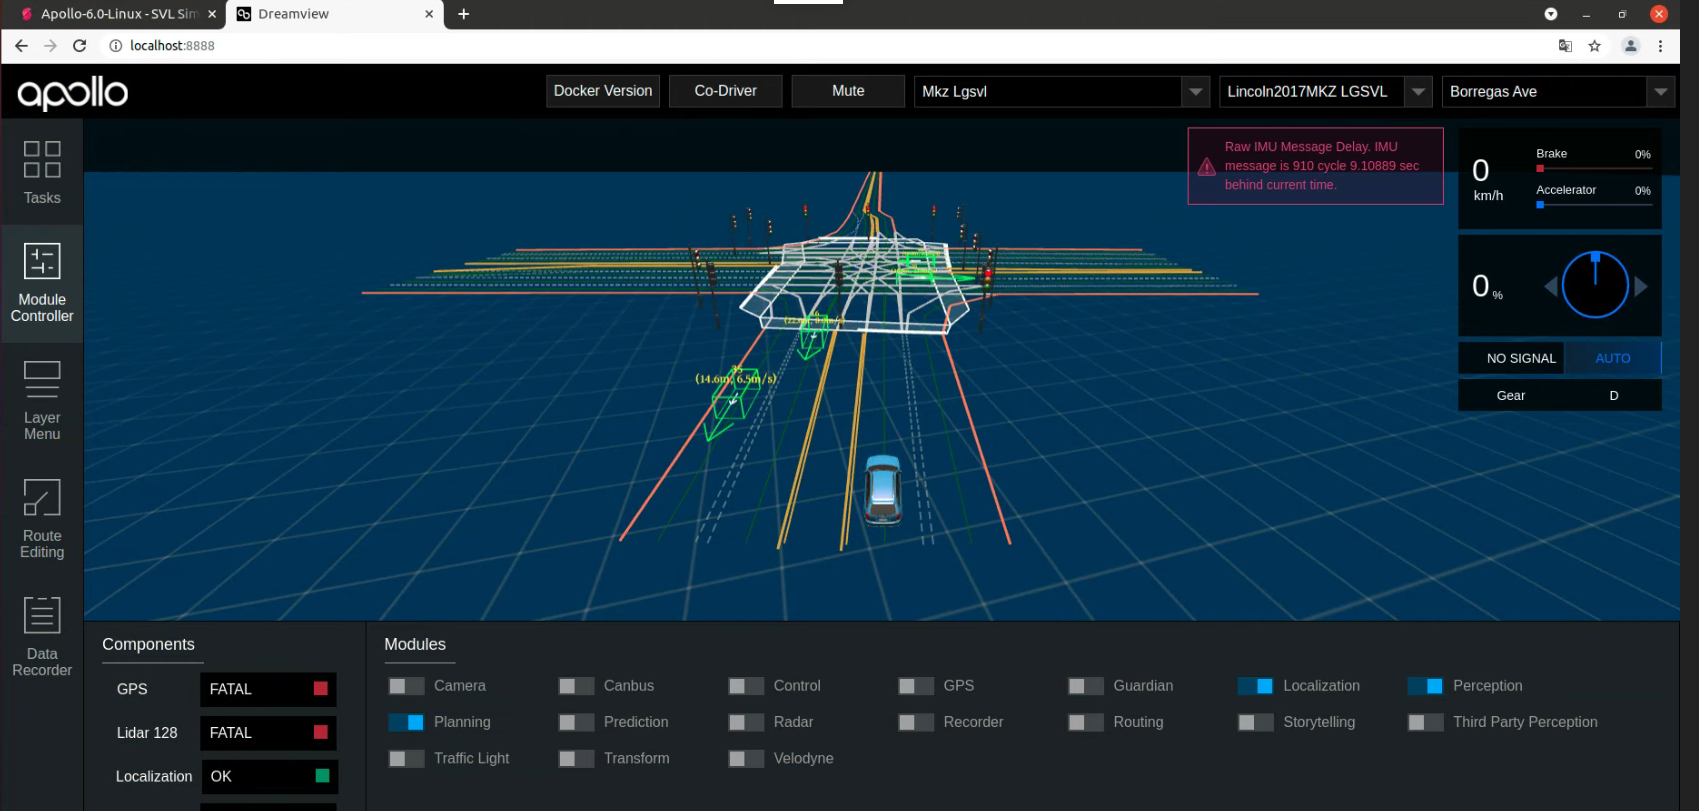 Apollo-6.0-Linux - SVL Sim
Dreamview
localhost:8888
apollo
Docker Version
Co-Driver
Mute
Mkz Lgsvl
Lincoln2017MKZ LGSVL
Borregas Ave
Tasks
Module
Controller
Layer
Menu
Route
Editing
Data
Recorder
Raw IMU Message Delay. IMU
message is 910 cycle 9.10889 sec
behind current time.
0
km/h
Brake 0%
Accelerator 0%
0 %
NO SIGNAL AUTO
Gear D
(14.6m, 6.5m/s)
Components
GPS FATAL
Lidar 128 FATAL
Localization OK
Modules
Camera Canbus Control GPS Guardian Localization Perception
Planning Prediction Radar Recorder Routing Storytelling Third Party Perception
Traffic Light Transform Velodyne